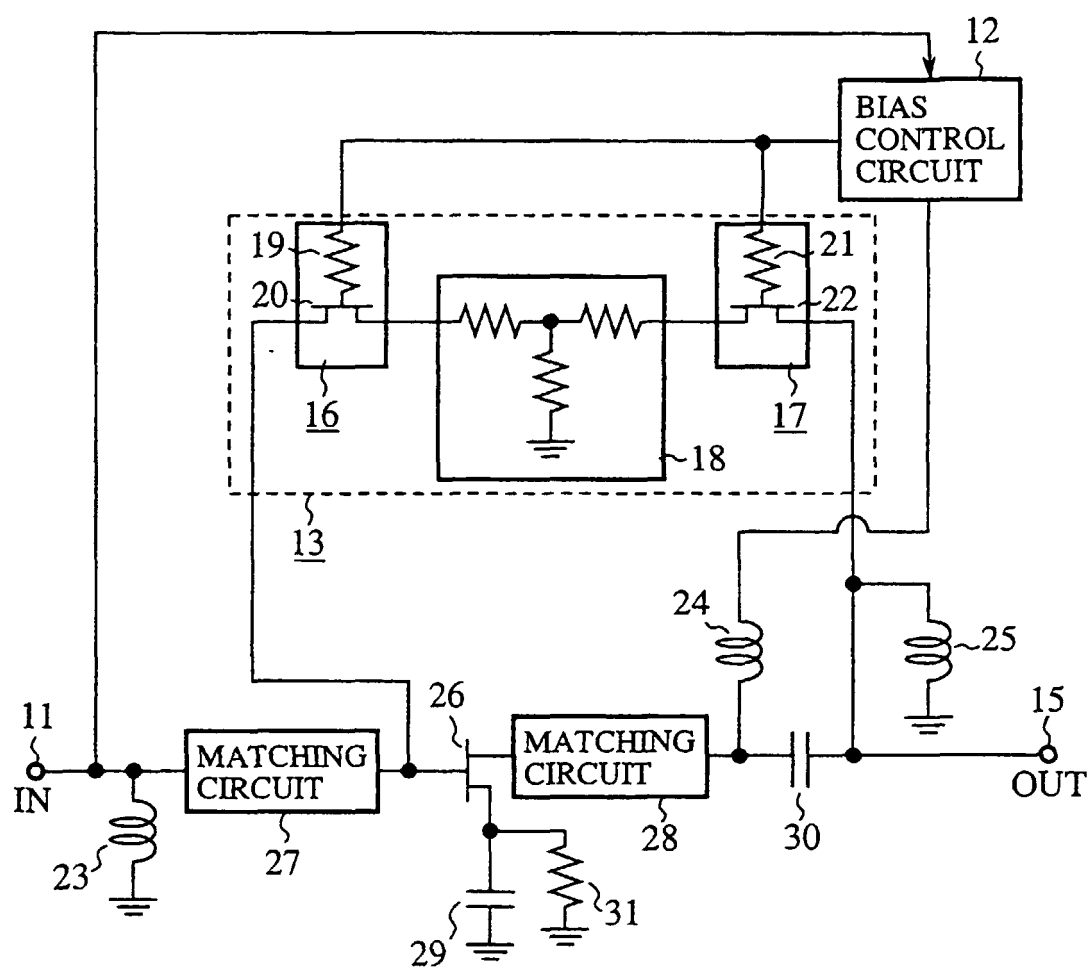 12
BIAS
CONTROL
CIRCUIT
19
21
20
22
16
17
18
13
24
25
26
11
15
MATCHING
CIRCUIT
MATCHING
CIRCUIT
IN
OUT
27
28
30
23
29
31